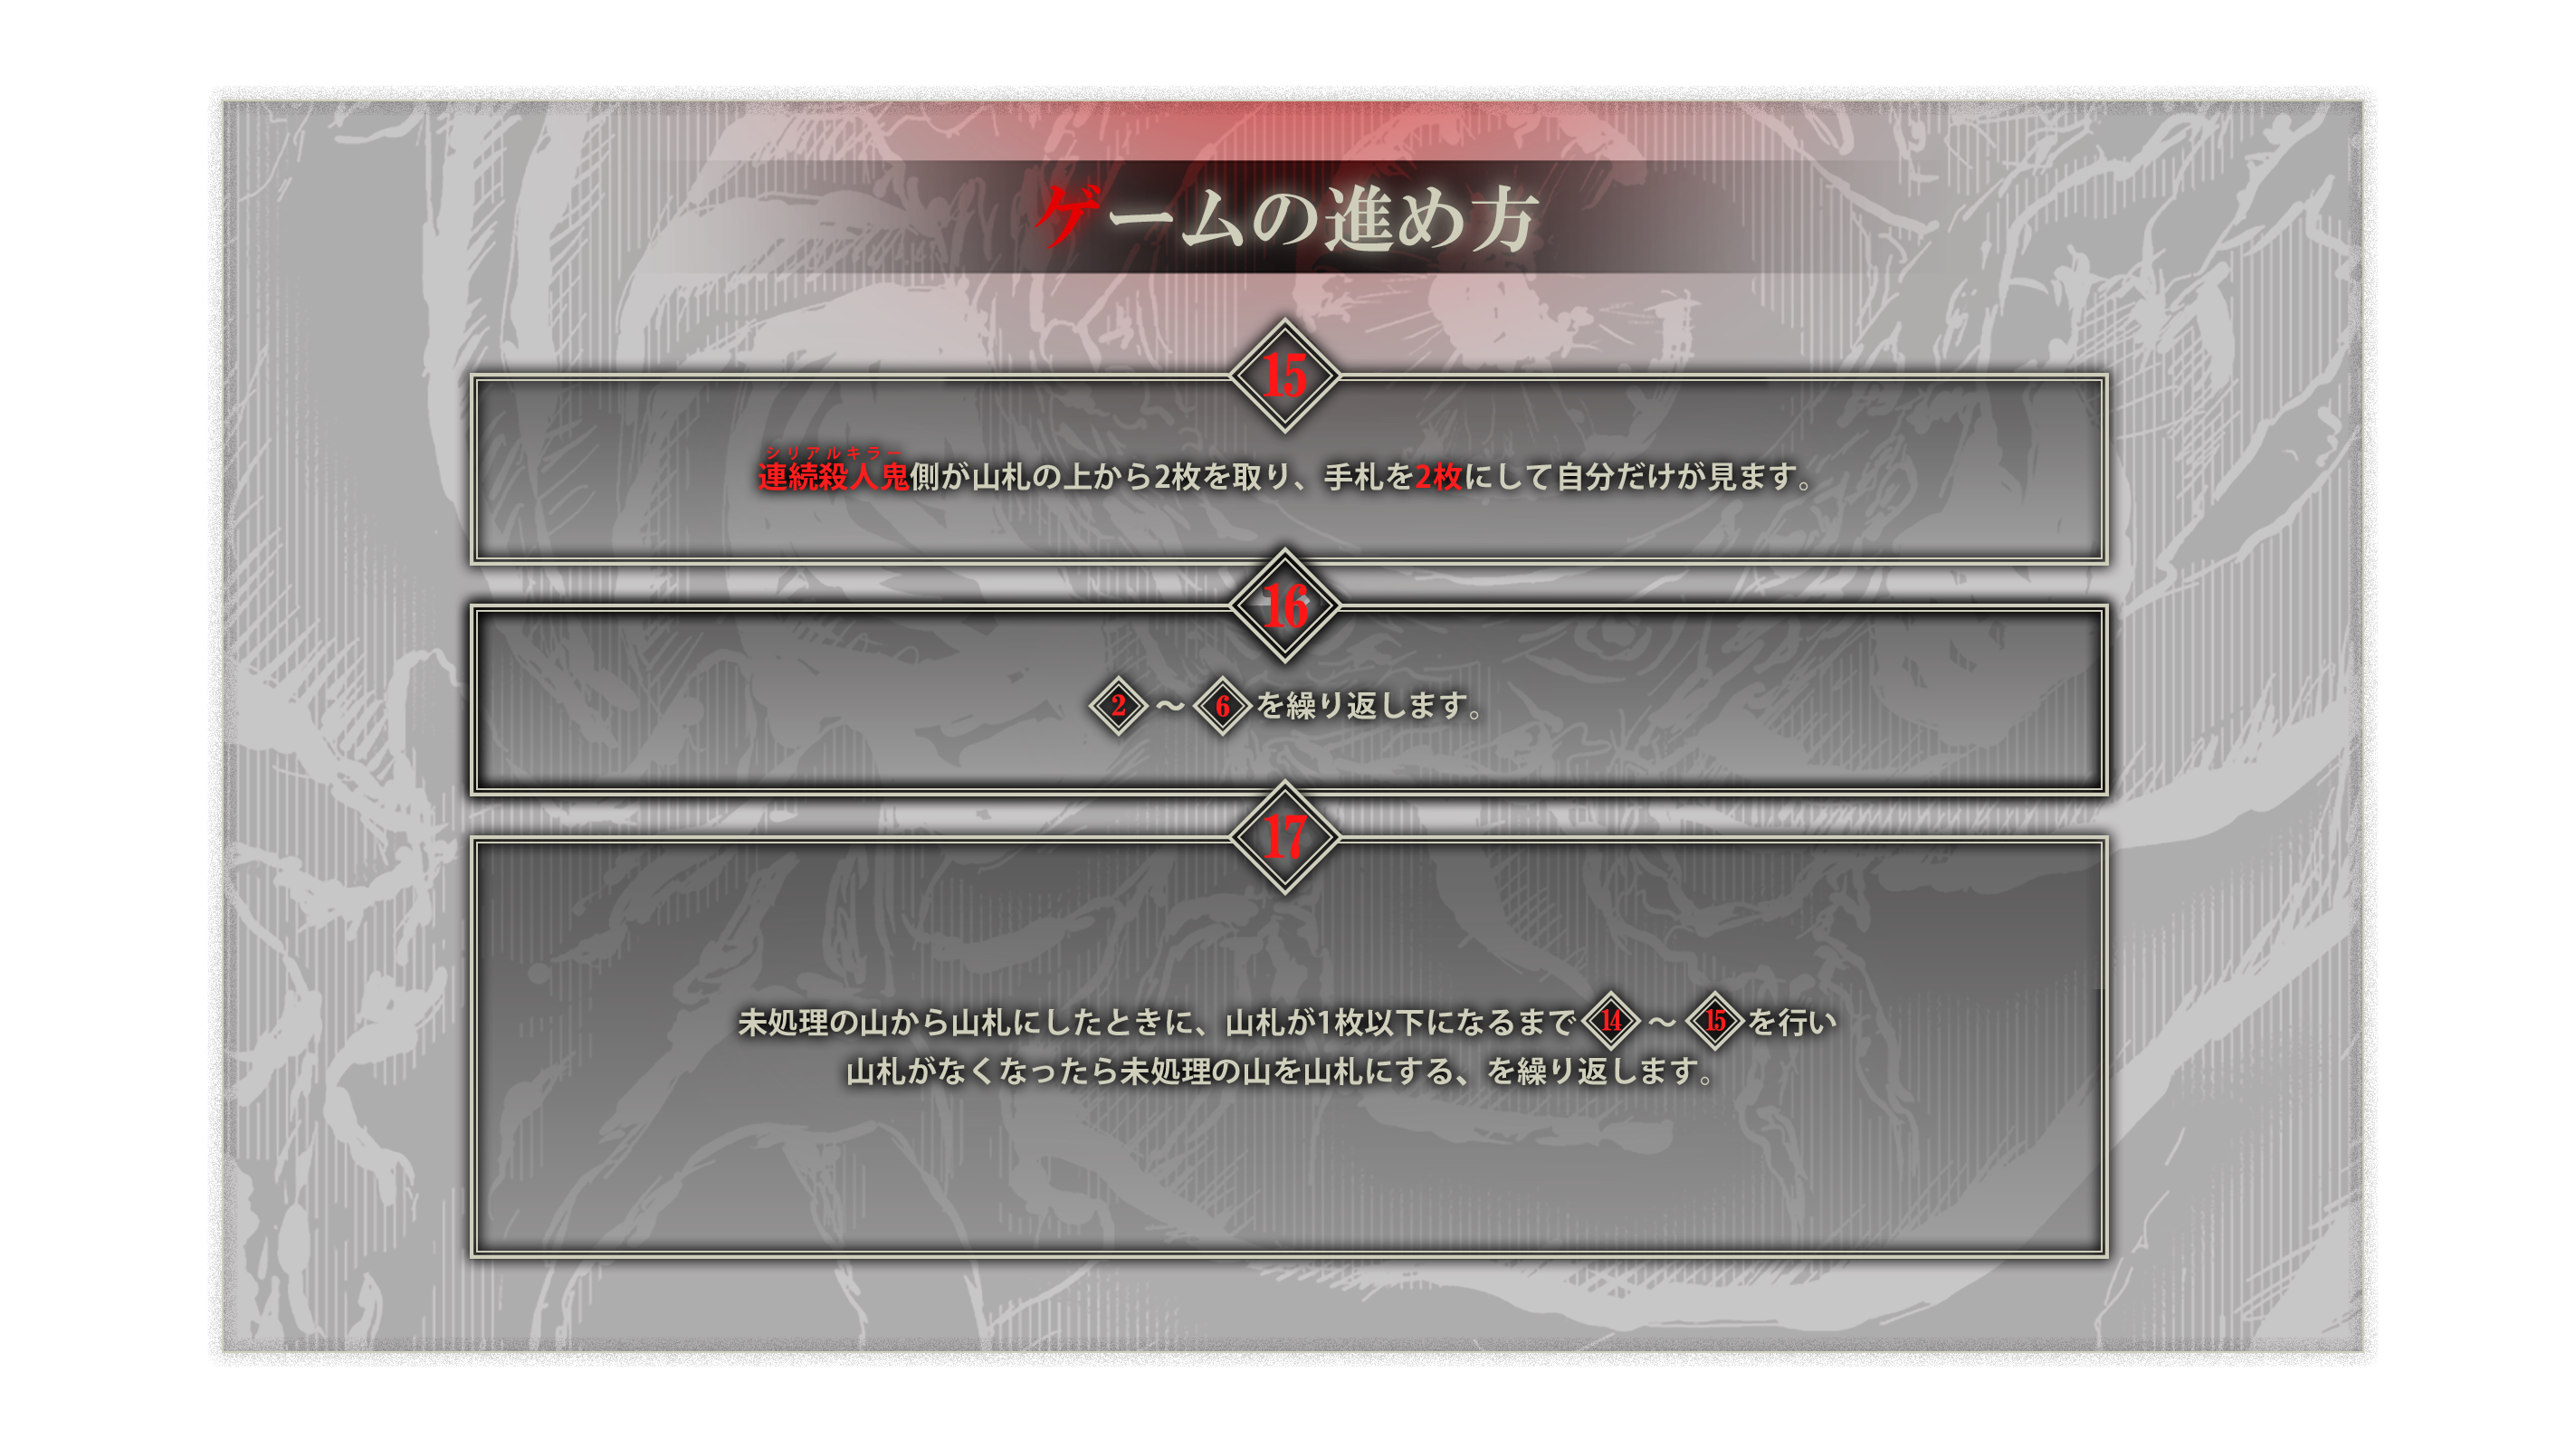 ゲームの進め方
15
シリアルキラー
連続殺人鬼側が山札の上から2枚を取り、手札を2枚にして自分だけが見ます。
16
2～6を繰り返します。
17
未処理の山から山札にしたときに、山札が1枚以下になるまで14～15を行い
山札がなくなったら未処理の山を山札にする、を繰り返します。